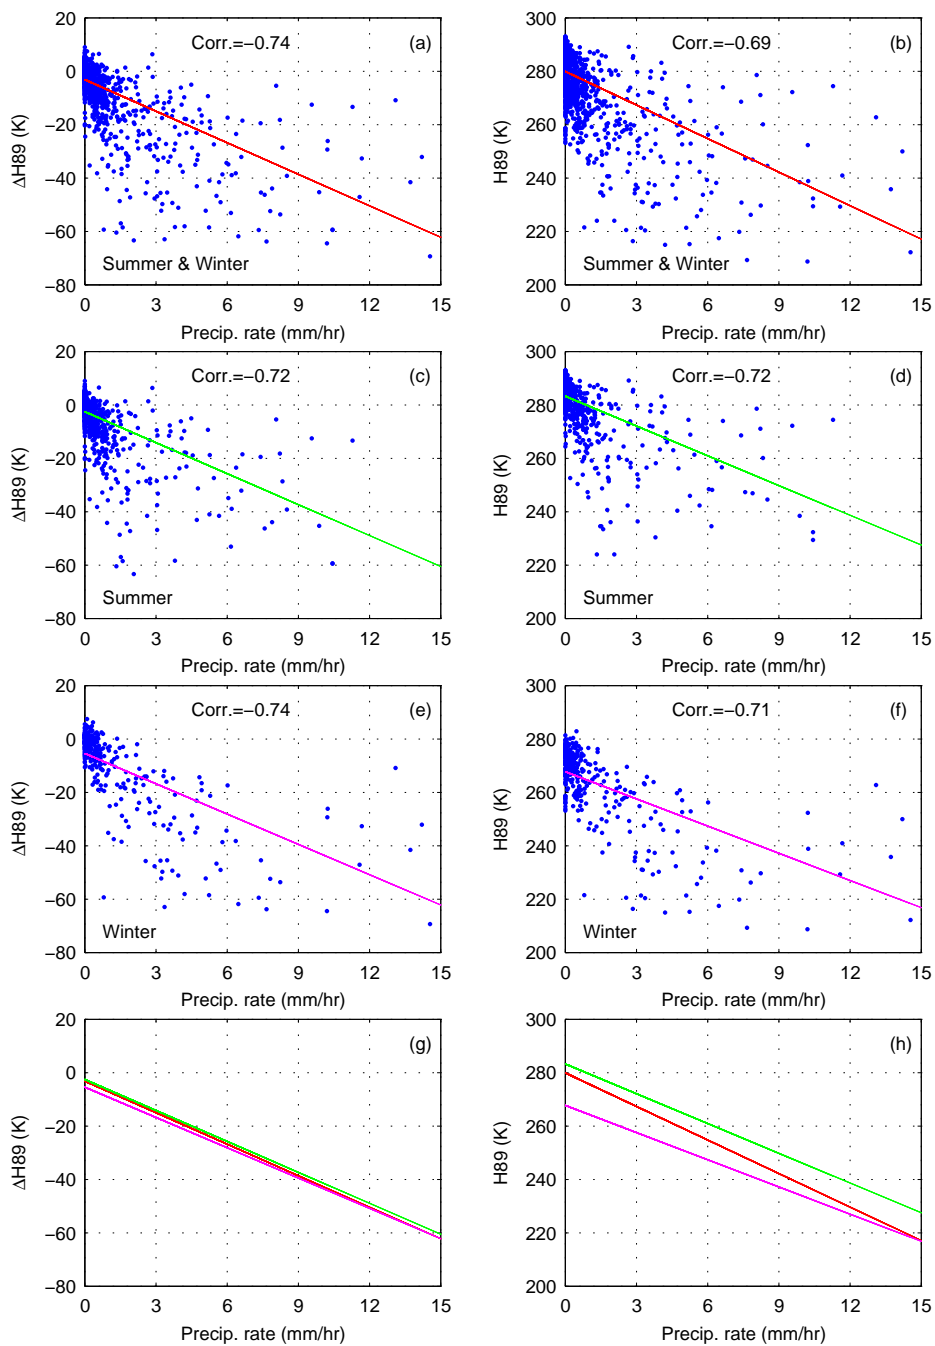 20
0
−20
−40
−60
−80
0 3 6 9 12 15
Precip. rate (mm/hr)
ΔH89 (K)
Corr.=−0.74
(a)
Summer & Winter
300
280
260
240
220
200
0 3 6 9 12 15
Precip. rate (mm/hr)
H89 (K)
Corr.=−0.69
(b)
Summer & Winter
20
0
−20
−40
−60
−80
0 3 6 9 12 15
Precip. rate (mm/hr)
ΔH89 (K)
Corr.=−0.72
(c)
Summer
300
280
260
240
220
200
0 3 6 9 12 15
Precip. rate (mm/hr)
H89 (K)
Corr.=−0.72
(d)
Summer
20
0
−20
−40
−60
−80
0 3 6 9 12 15
Precip. rate (mm/hr)
ΔH89 (K)
Corr.=−0.74
(e)
Winter
300
280
260
240
220
200
0 3 6 9 12 15
Precip. rate (mm/hr)
H89 (K)
Corr.=−0.71
(f)
Winter
20
0
−20
−40
−60
−80
0 3 6 9 12 15
Precip. rate (mm/hr)
ΔH89 (K)
(g)
300
280
260
240
220
200
0 3 6 9 12 15
Precip. rate (mm/hr)
H89 (K)
(h)